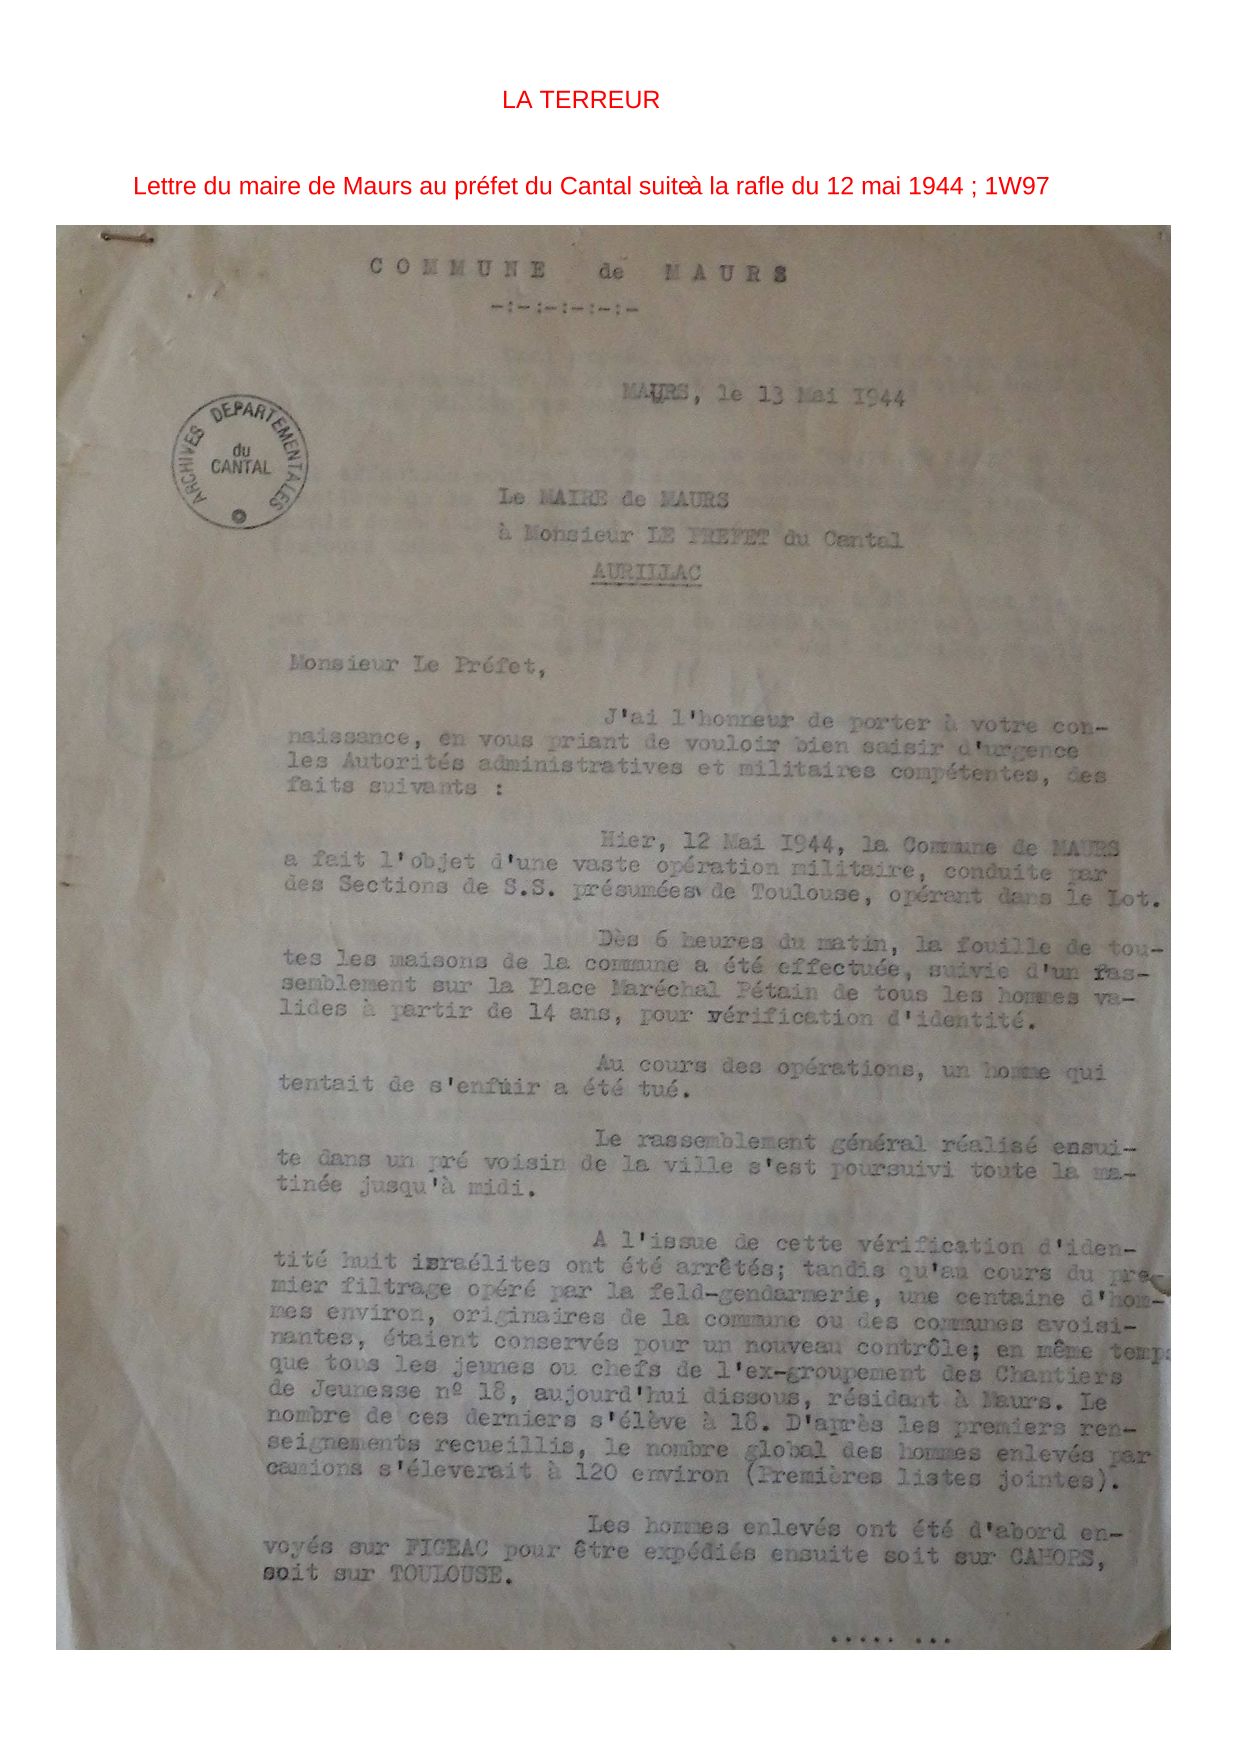 LA TERREUR
Lettre du maire de Maurs au préfet du Cantal suite à la rafle du 12 mai 1944 ; 1W97
COMMUNE de MAURS
-:-:-:-:-:-
MAURS, le 13 Mai I944
ARCHIVES DEPARTEMENTALES
du
CANTAL
Le MAIRE de MAURS
à Monsieur LE PREFET du Cantal
AURILLAC
Monsieur Le Préfet,
J'ai l'honneur de porter à votre con-
naissance, en vous priant de vouloir bien saisir d'urgence
les Autorités administratives et militaires compétentes, des
faits suivants :
Hier, 12 Mai I944, la Commune de MAURS
a fait l'objet d'une vaste opération militaire, conduite par
des Sections de S.S. présumées de Toulouse, opérant dans le Lot.
Dès 6 heures du matin, la fouille de tou-
tes les maisons de la commune a été effectuée, suivie d'un ras-
semblement sur la Place Maréchal Pétain de tous les hommes va-
lides à partir de 14 ans, pour vérification d'identité.
Au cours des opérations, un homme qui
tentait de s'enfuir a été tué.
Le rassemblement général réalisé ensui-
te dans un pré voisin de la ville s'est poursuivi toute la ma-
tinée jusqu'à midi.
A l'issue de cette vérification d'iden-
tité huit israélites ont été arrêtés; tandis qu'au cours du pre-
mier filtrage opéré par la feld-gendarmerie, une centaine d'hom-
mes environ, originaires de la commune ou des communes avoisi-
nantes, étaient conservés pour un nouveau contrôle; en même temps
que tous les jeunes ou chefs de l'ex-groupement des Chantiers
de Jeunesse nº 18, aujourd'hui dissous, résidant à Maurs. Le
nombre de ces derniers s'élève à 18. D'après les premiers ren-
seignements recueillis, le nombre global des hommes enlevés par
camions s'éleverait à 120 environ (Premières listes jointes).
Les hommes enlevés ont été d'abord en-
voyés sur FIGEAC pour être expédiés ensuite soit sur CAHORS,
soit sur TOULOUSE.
..... ...